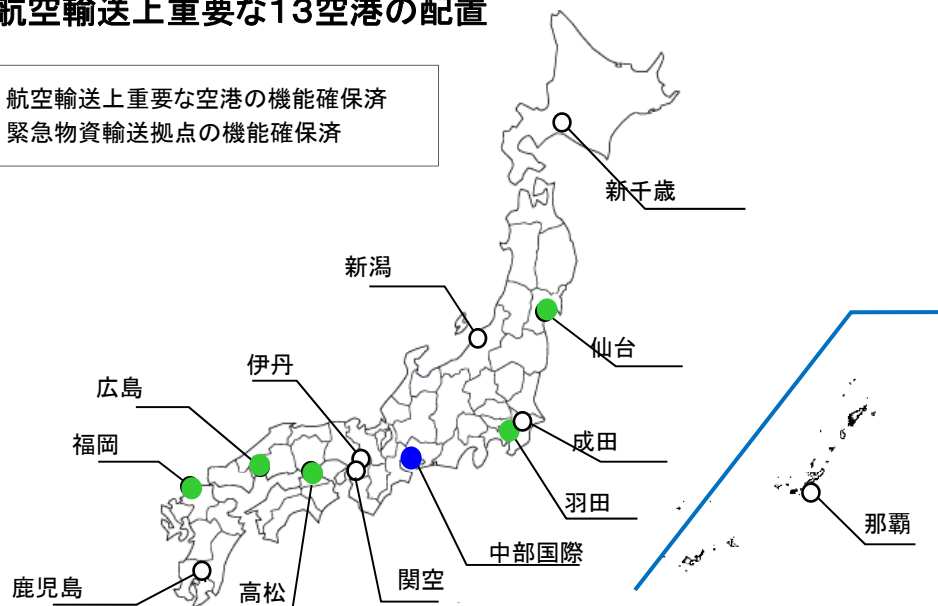 航空輸送上重要な13空港の配置
航空輸送上重要な空港の機能確保済
緊急物資輸送拠点の機能確保済
新千歳
新潟
仙台
伊丹
広島
福岡
成田
羽田
那覇
中部国際
関空
高松
鹿児島